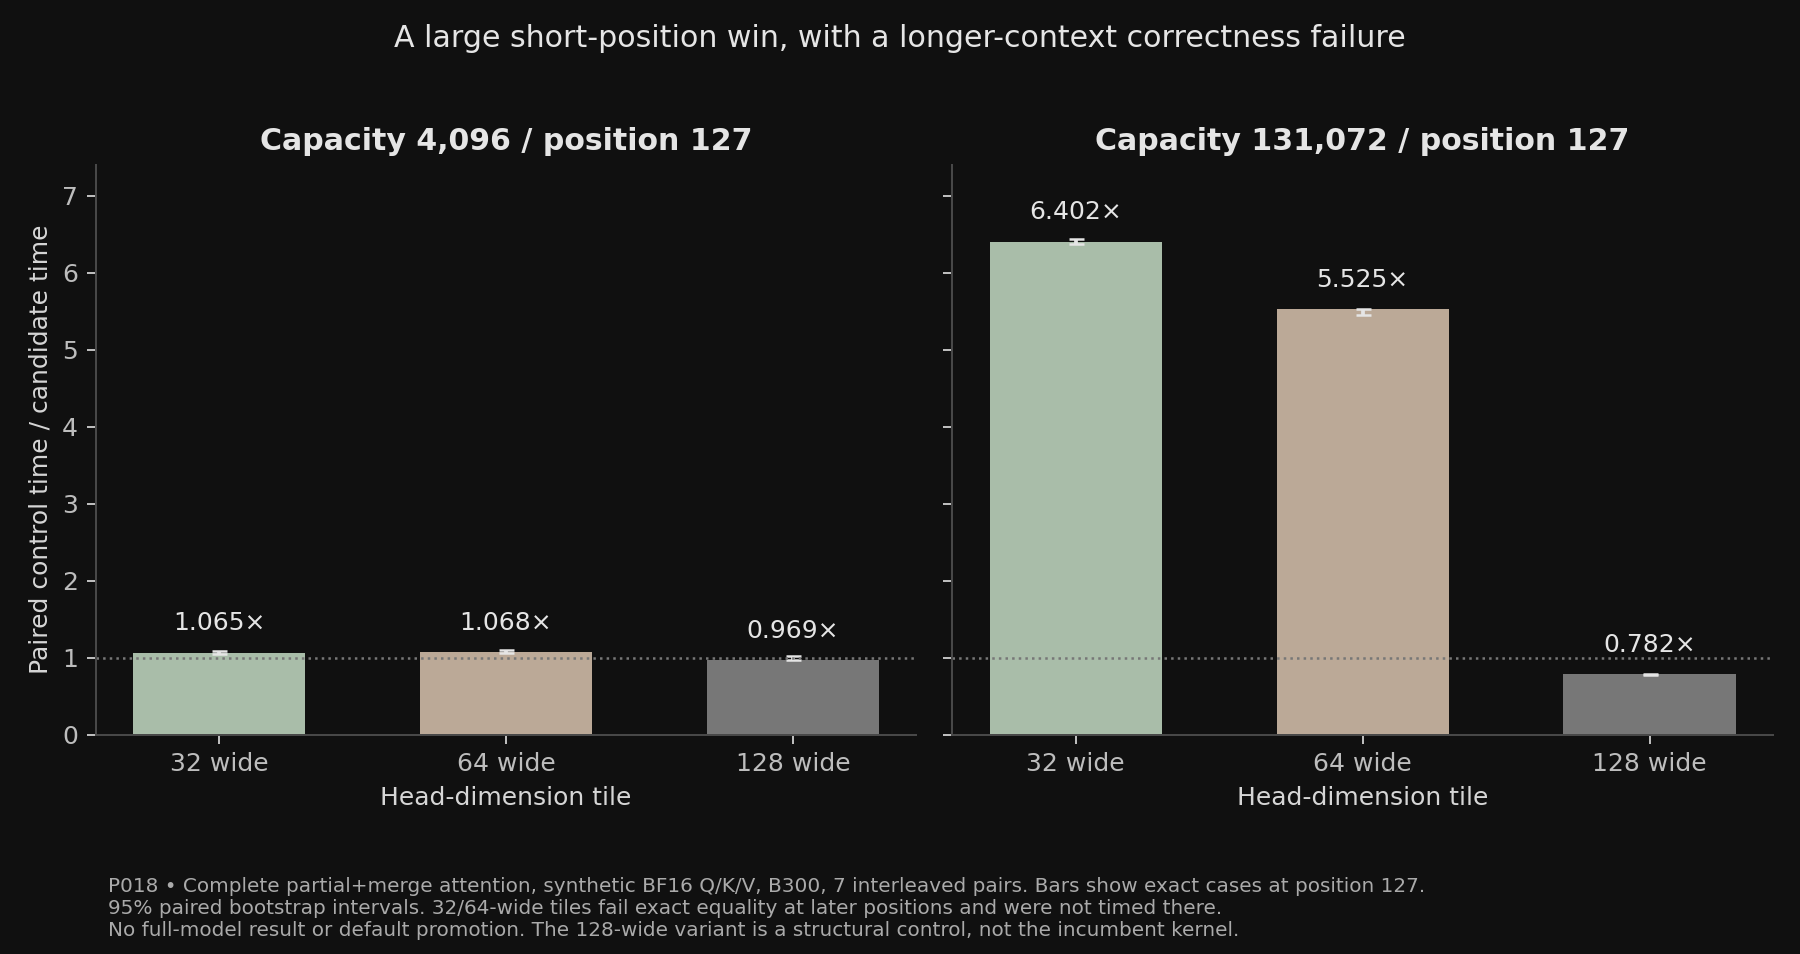 A large short-position win, with a longer-context correctness failure
Capacity 4,096 / position 127
Capacity 131,072 / position 127
Paired control time / candidate time
7
6
5
4
3
2
1
0
1.065×
1.068×
0.969×
6.402×
5.525×
0.782×
32 wide
64 wide
128 wide
32 wide
64 wide
128 wide
Head-dimension tile
Head-dimension tile
P018 • Complete partial+merge attention, synthetic BF16 Q/K/V, B300, 7 interleaved pairs. Bars show exact cases at position 127.
95% paired bootstrap intervals. 32/64-wide tiles fail exact equality at later positions and were not timed there.
No full-model result or default promotion. The 128-wide variant is a structural control, not the incumbent kernel.